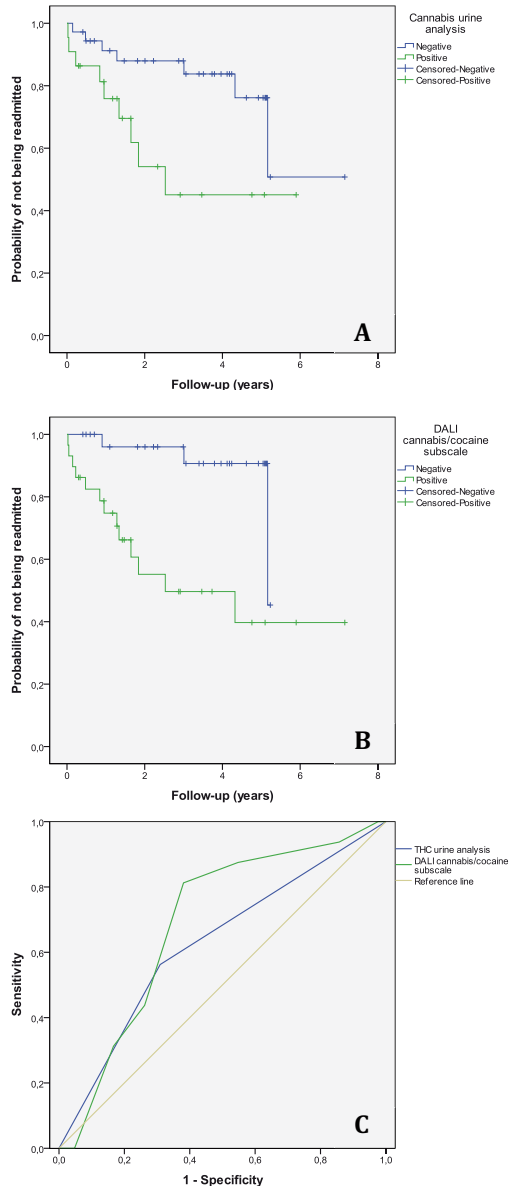 Cannabis urine
analysis
Negative
Positive
Censored-Negative
Censored-Positive
Probability of not being readmitted
1,0
0,8
0,6
0,4
0,2
0,0
A
0 2 4 6 8
Follow-up (years)
DALI
cannabis/cocaine
subscale
Negative
Positive
Censored-Negative
Censored-Positive
Probability of not being readmitted
1,0
0,8
0,6
0,4
0,2
0,0
B
0 2 4 6 8
Follow-up (years)
THC urine analysis
DALI cannabis/cocaine
subscale
Reference line
Sensitivity
1,0
0,8
0,6
0,4
0,2
0,0
C
0,0 0,2 0,4 0,6 0,8 1,0
1 - Specificity